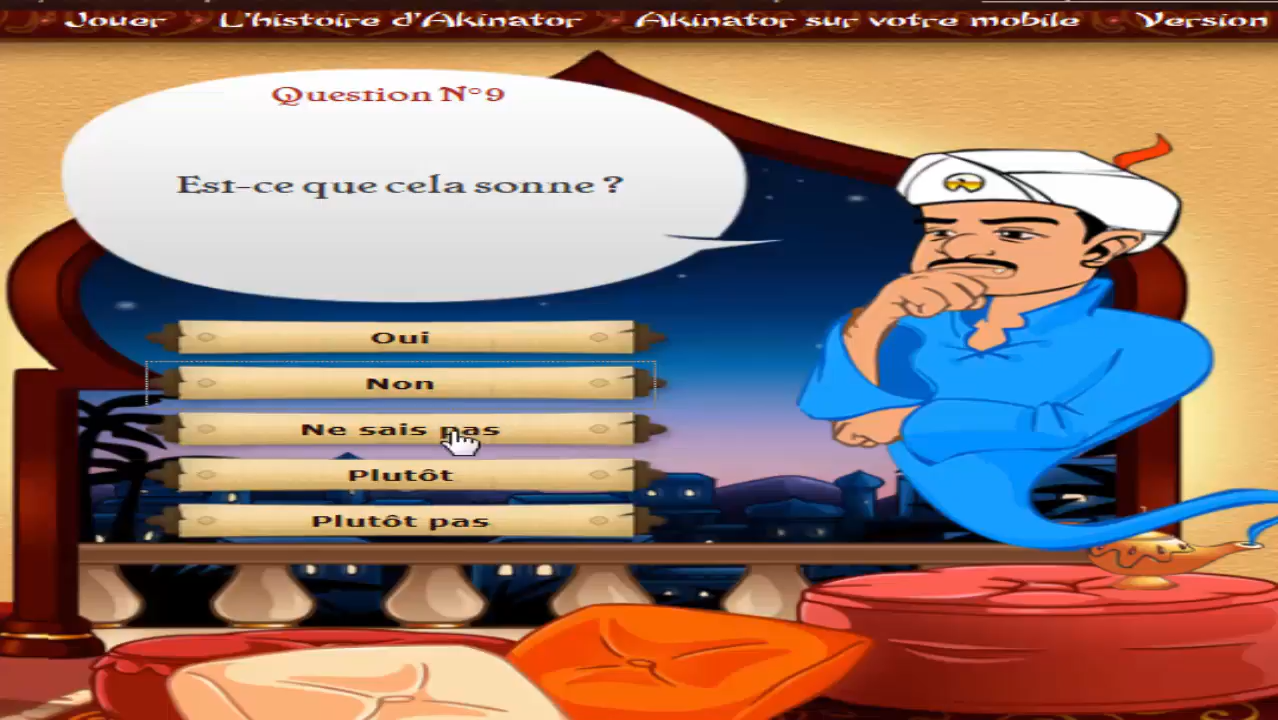 Jouer · L'histoire d'Akinator · Akinator sur votre mobile · Version
Question N°9
Est-ce que cela sonne ?
Oui
Non
Ne sais pas
Plutôt
Plutôt pas